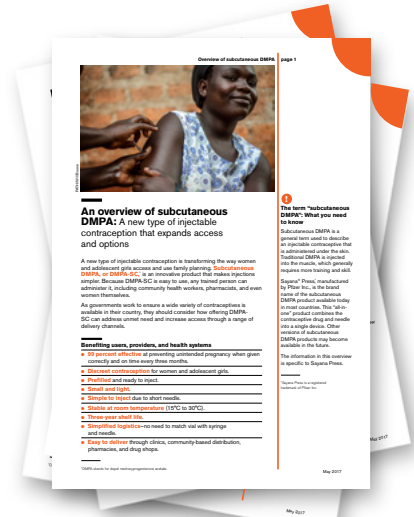 Overview of subcutaneous DMPA page 1
An overview of subcutaneous
DMPA: A new type of injectable
contraception that expands access
and options
A new type of injectable contraception is transforming the way women
and adolescent girls access and use family planning. Subcutaneous
DMPA, or DMPA-SC,¹ is an innovative product that makes injections
simpler. Because DMPA-SC is easy to use, any trained person can
administer it, including community health workers, pharmacists, and even
women themselves.
As governments work to ensure a wide variety of contraceptives is
available in their country, they should consider how offering DMPA-
SC can address unmet need and increase access through a range of
delivery channels.
Benefiting users, providers, and health systems
• 99 percent effective at preventing unintended pregnancy when given
correctly and on time every three months.
• Discreet contraception for women and adolescent girls.
• Prefilled and ready to inject.
• Small and light.
• Simple to inject due to short needle.
• Stable at room temperature (15°C to 30°C).
• Three-year shelf life.
• Simplified logistics—no need to match vial with syringe
and needle.
• Easy to deliver through clinics, community-based distribution,
pharmacies, and drug shops.
¹DMPA stands for depot medroxyprogesterone acetate.
!
The term "subcutaneous
DMPA": What you need
to know
Subcutaneous DMPA is a
general term used to describe
an injectable contraceptive that
is administered under the skin.
Traditional DMPA is injected
into the muscle, which generally
requires more training and skill.
Sayana® Press,* manufactured
by Pfizer Inc., is the brand
name of the subcutaneous
DMPA product available today
in most countries. This "all-in-
one" product combines the
contraceptive drug and needle
into a single device. Other
versions of subcutaneous
DMPA products may become
available in the future.
The information in this overview
is specific to Sayana Press.
*Sayana Press is a registered
trademark of Pfizer Inc.
May 2017
May 2017
May 2017